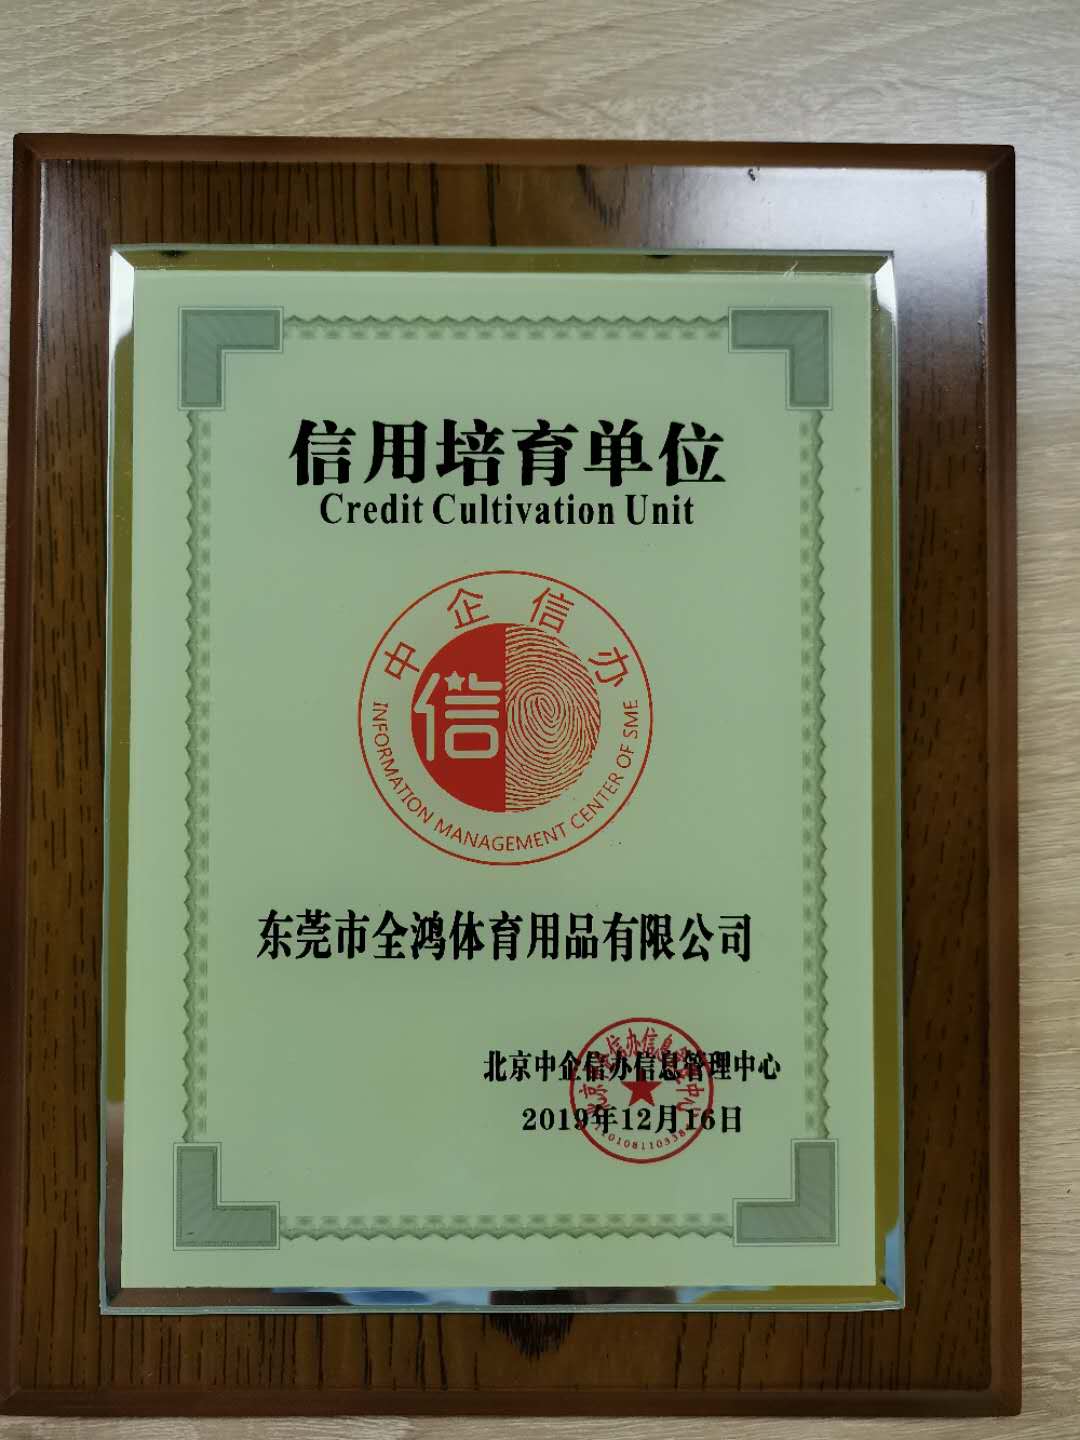 信用培育单位
Credit Cultivation Unit
中企信办
信
INFORMATION MANAGEMENT CENTER OF SME
东莞市全鸿体育用品有限公司
北京中企信办信息管理中心
2019年12月16日